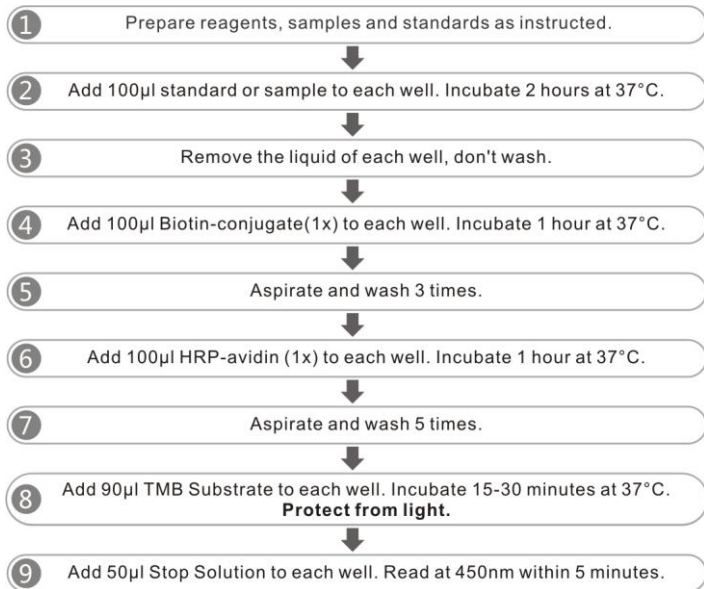 1 Prepare reagents, samples and standards as instructed.
2 Add 100µl standard or sample to each well. Incubate 2 hours at 37°C.
3 Remove the liquid of each well, don't wash.
4 Add 100µl Biotin-conjugate(1x) to each well. Incubate 1 hour at 37°C.
5 Aspirate and wash 3 times.
6 Add 100µl HRP-avidin (1x) to each well. Incubate 1 hour at 37°C.
7 Aspirate and wash 5 times.
8 Add 90µl TMB Substrate to each well. Incubate 15-30 minutes at 37°C.
Protect from light.
9 Add 50µl Stop Solution to each well. Read at 450nm within 5 minutes.